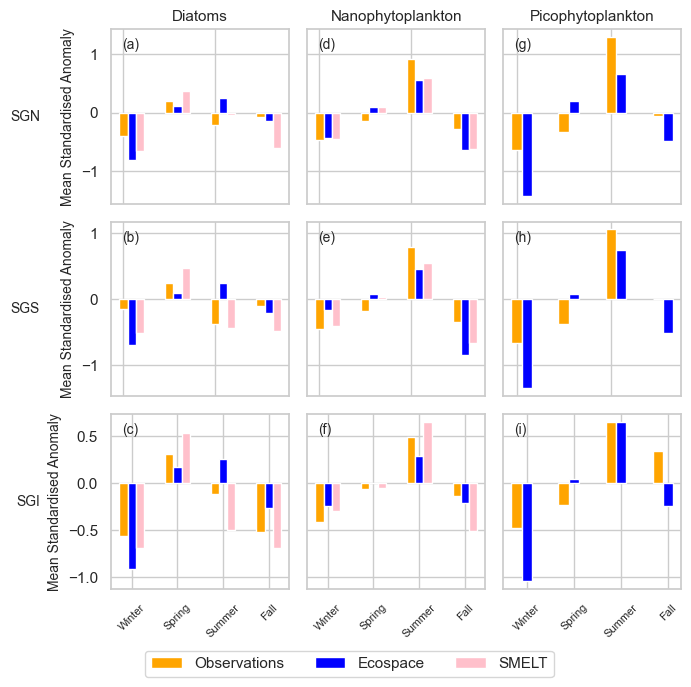 Diatoms Nanophytoplankton Picophytoplankton
SGN
Mean Standardised Anomaly
1
0
−1
(a)
(d)
(g)
SGS
Mean Standardised Anomaly
1
0
−1
(b)
(e)
(h)
SGI
Mean Standardised Anomaly
0.5
0.0
−0.5
−1.0
(c)
(f)
(i)
Winter Spring Summer Fall
Winter Spring Summer Fall
Winter Spring Summer Fall
Observations Ecospace SMELT